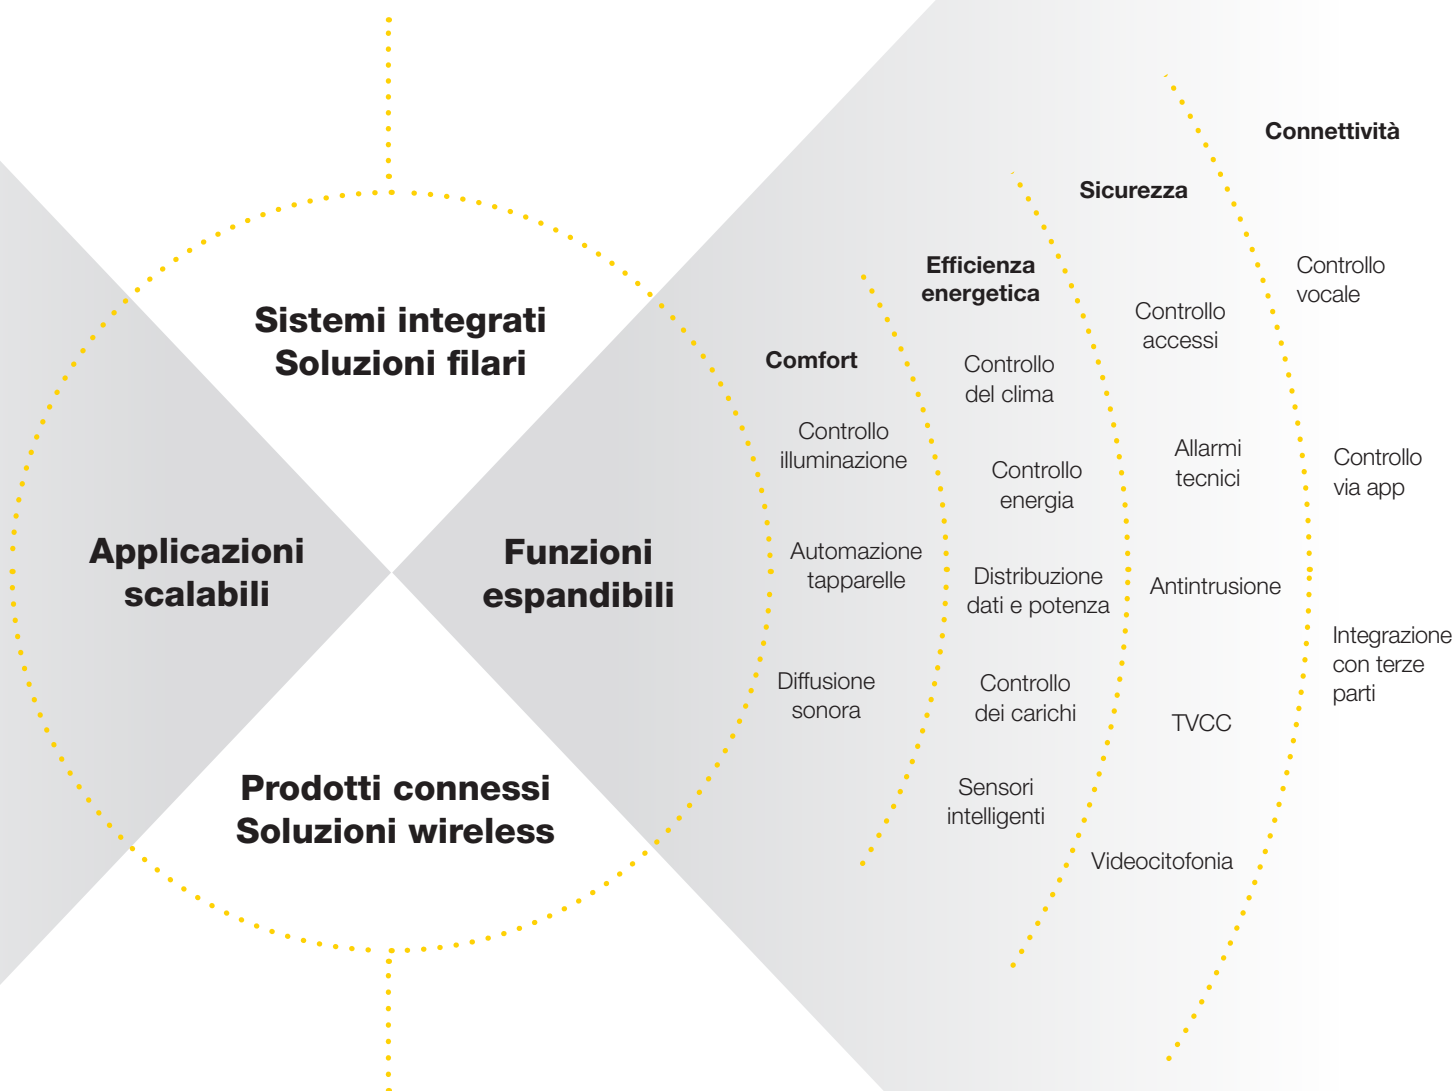 Sistemi integrati
Soluzioni filari
Applicazioni
scalabili
Funzioni
espandibili
Prodotti connessi
Soluzioni wireless
Comfort
Controllo
illuminazione
Automazione
tapparelle
Diffusione
sonora
Efficienza
energetica
Controllo
del clima
Controllo
energia
Distribuzione
dati e potenza
Controllo
dei carichi
Sensori
intelligenti
Sicurezza
Controllo
accessi
Allarmi
tecnici
Antintrusione
TVCC
Videocitofonia
Connettività
Controllo
vocale
Controllo
via app
Integrazione
con terze
parti